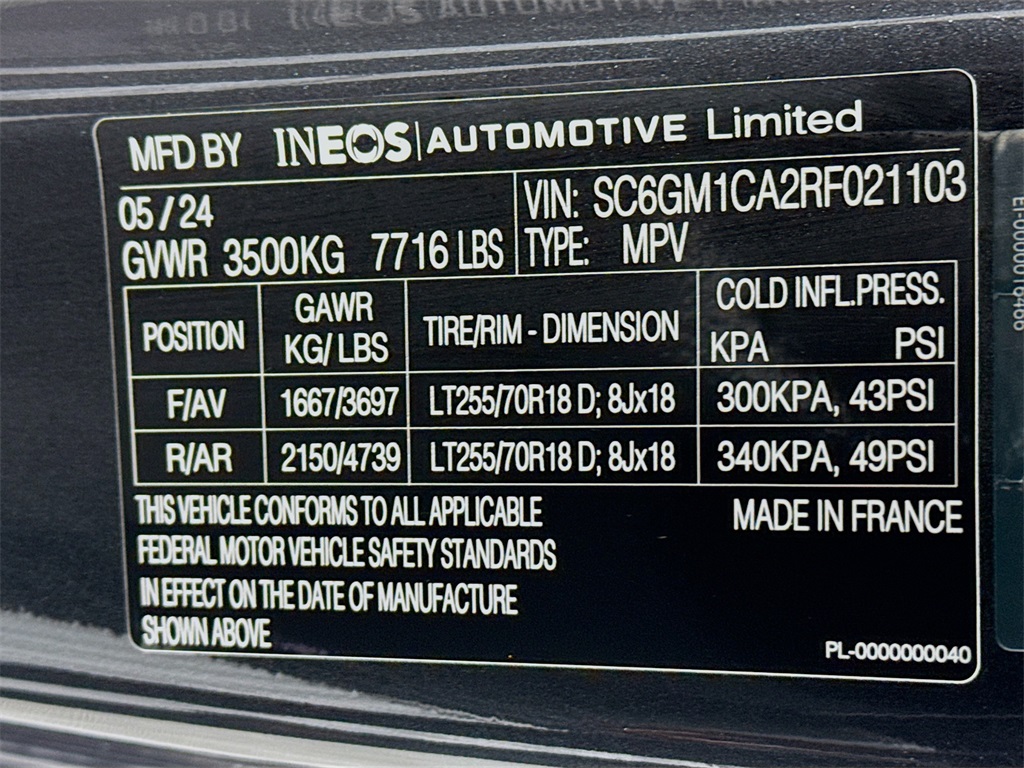 MFD BY INEOS | AUTOMOTIVE Limited
05 / 24
GVWR 3500KG 7716 LBS
VIN: SC6GM1CA2RF021103
TYPE: MPV
POSITION GAWR KG/LBS TIRE/RIM - DIMENSION COLD INFL.PRESS. KPA PSI
F/AV 1667/3697 LT255/70R18 D; 8Jx18 300KPA, 43PSI
R/AR 2150/4739 LT255/70R18 D; 8Jx18 340KPA, 49PSI
THIS VEHICLE CONFORMS TO ALL APPLICABLE
FEDERAL MOTOR VEHICLE SAFETY STANDARDS
IN EFFECT ON THE DATE OF MANUFACTURE
SHOWN ABOVE
MADE IN FRANCE
PL-0000000040